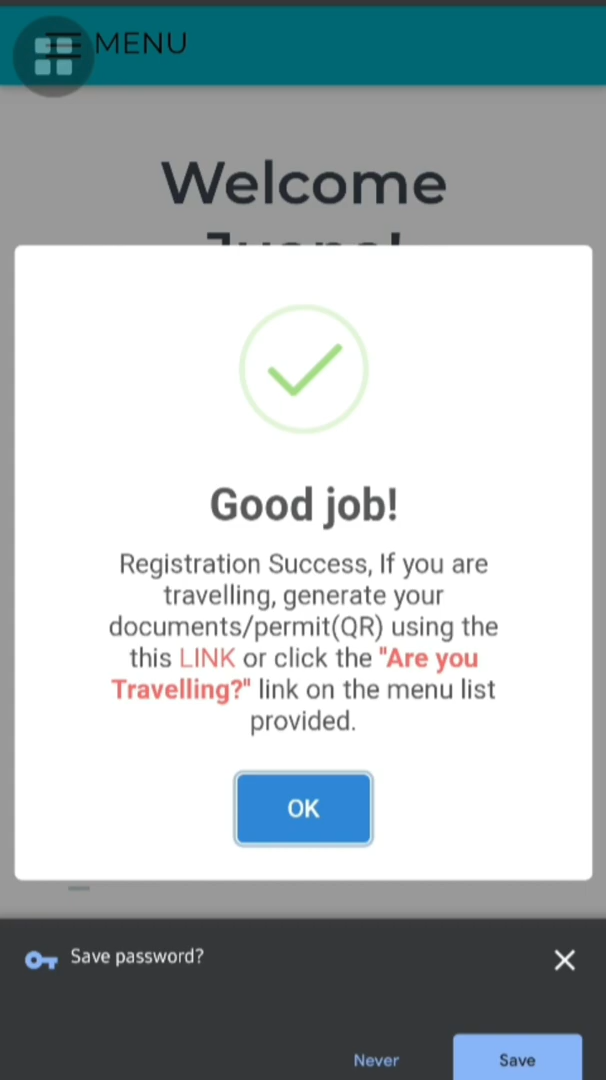 MENU
Welcome
Good job!
Registration Success, If you are
travelling, generate your
documents/permit(QR) using the
this LINK or click the "Are you
Travelling?" link on the menu list
provided.
OK
Save password?
Never
Save